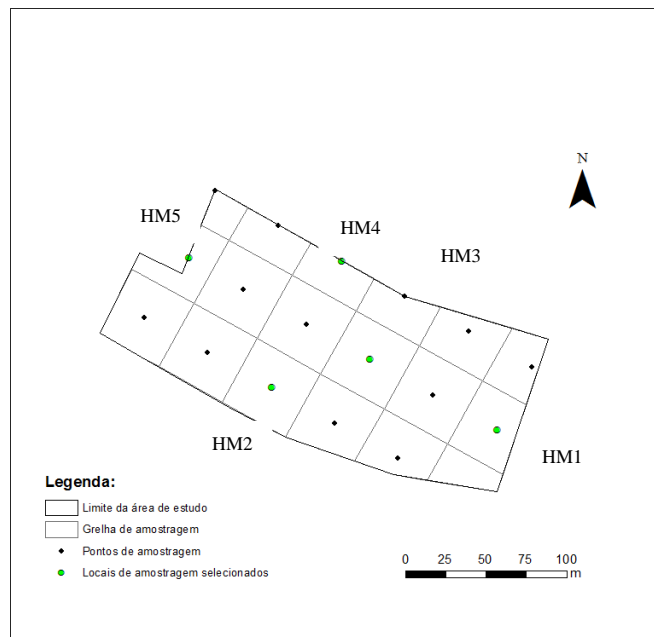 N
HM5
HM4
HM3
HM2
HM1
Legenda:
Limite da área de estudo
Grelha de amostragem
Pontos de amostragem
Locais de amostragem selecionados
0 25 50 75 100
m